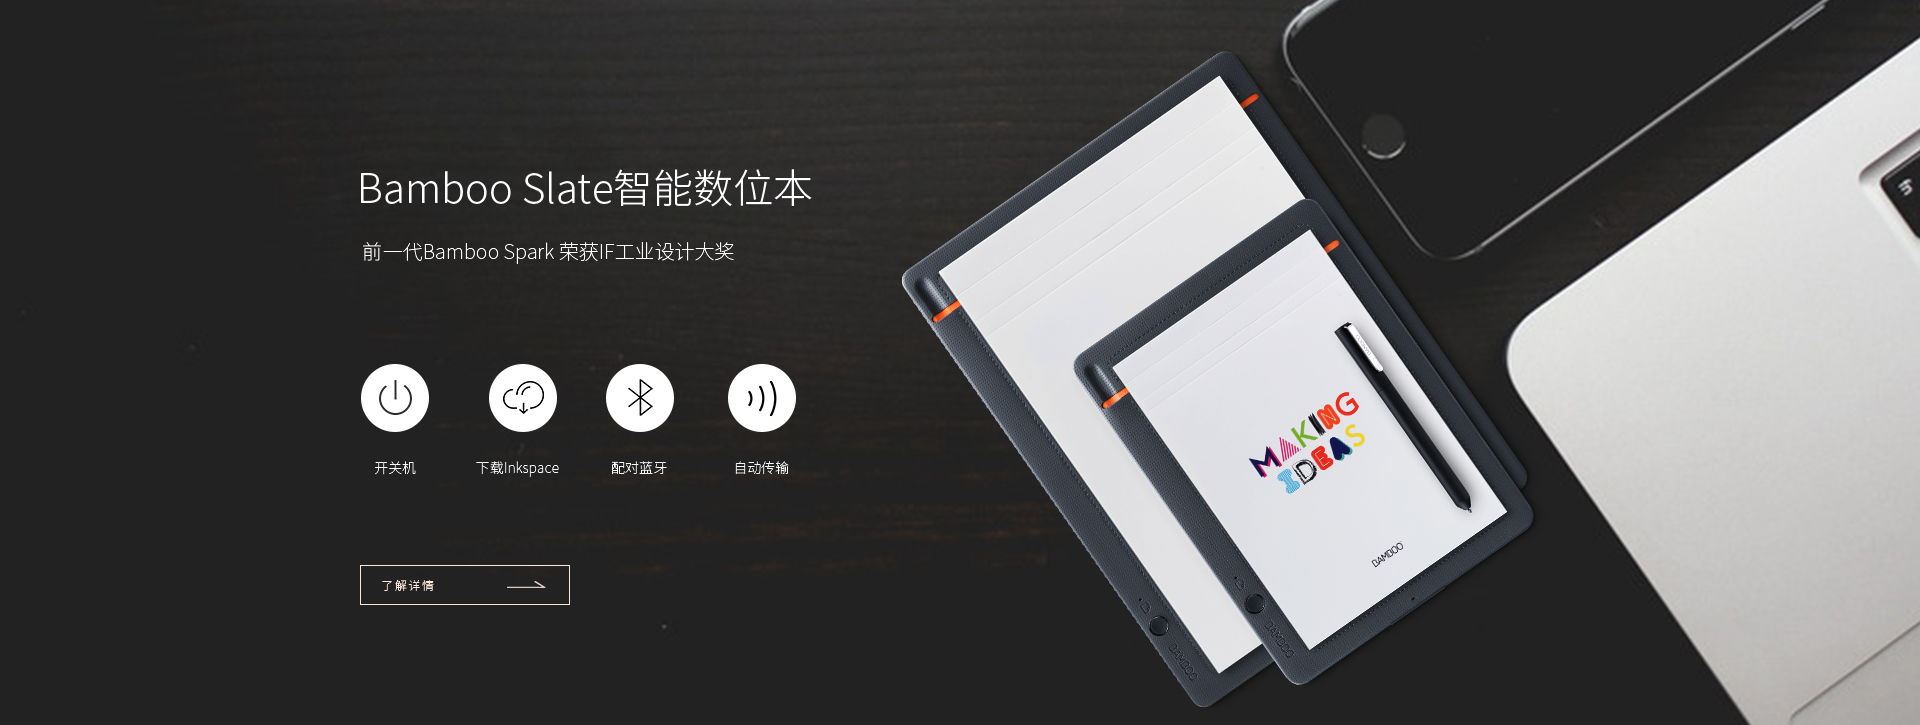 Bamboo Slate智能数位本
前一代Bamboo Spark 荣获IF工业设计大奖
开关机
下载Inkspace
配对蓝牙
自动传输
了解详情
MAKING
IDEAS
BAMBOO
BAMBOO
BAMBOO